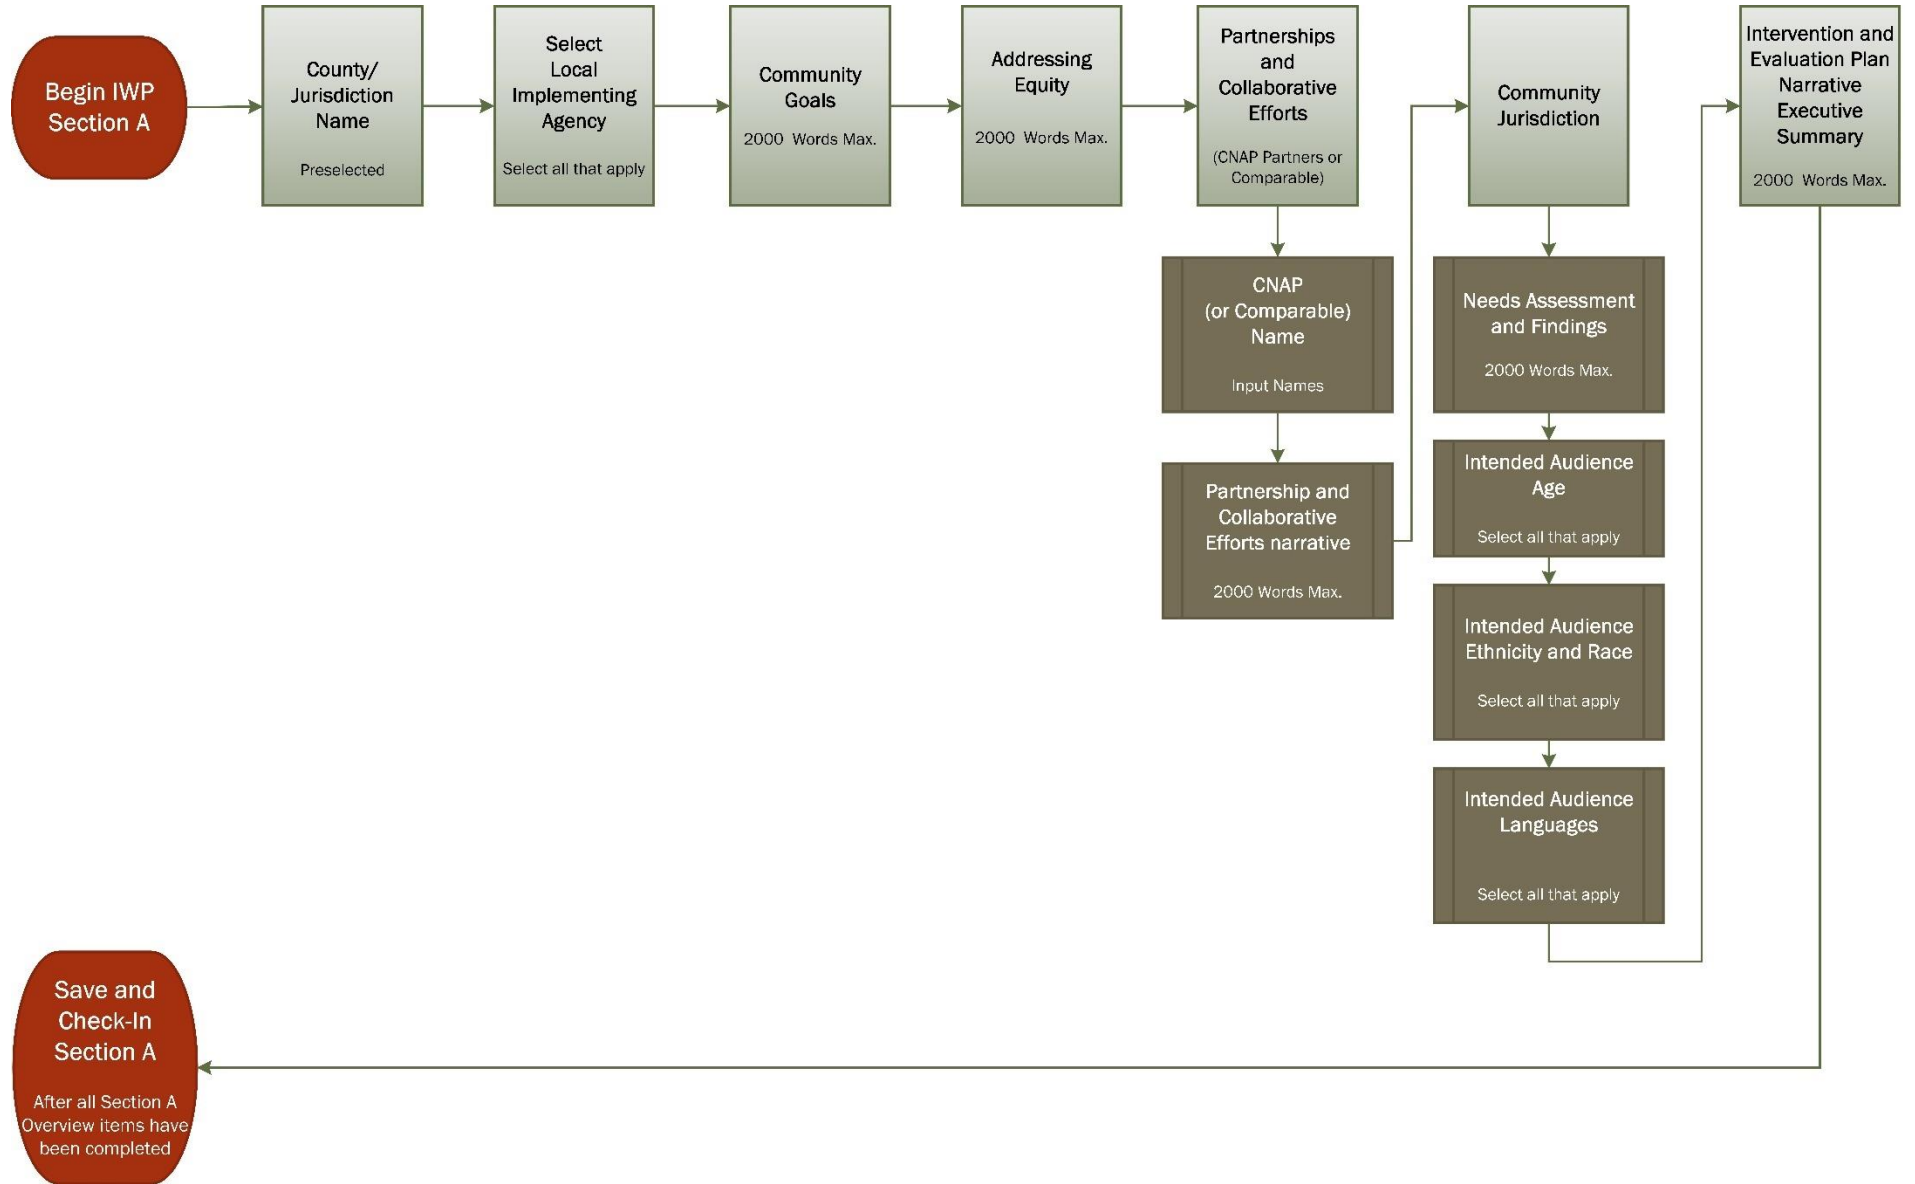 Begin IWP
Section A
County/
Jurisdiction
Name
Preselected
Select
Local
Implementing
Agency
Select all that apply
Community
Goals
2000 Words Max.
Addressing
Equity
2000 Words Max.
Partnerships
and
Collaborative
Efforts
(CNAP Partners or
Comparable)
CNAP
(or Comparable)
Name
Input Names
Partnership and
Collaborative
Efforts narrative
2000 Words Max.
Community
Jurisdiction
Needs Assessment
and Findings
2000 Words Max.
Intended Audience
Age
Select all that apply
Intended Audience
Ethnicity and Race
Select all that apply
Intended Audience
Languages
Select all that apply
Intervention and
Evaluation Plan
Narrative
Executive
Summary
2000 Words Max.
Save and
Check-In
Section A
After all Section A
Overview items have
been completed